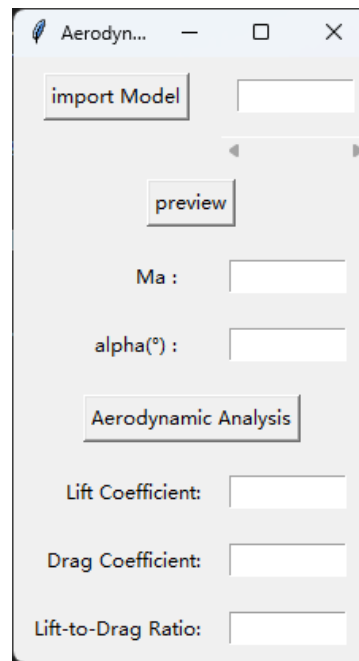 Aerodyn...
import Model
preview
Ma :
alpha(°) :
Aerodynamic Analysis
Lift Coefficient:
Drag Coefficient:
Lift-to-Drag Ratio: